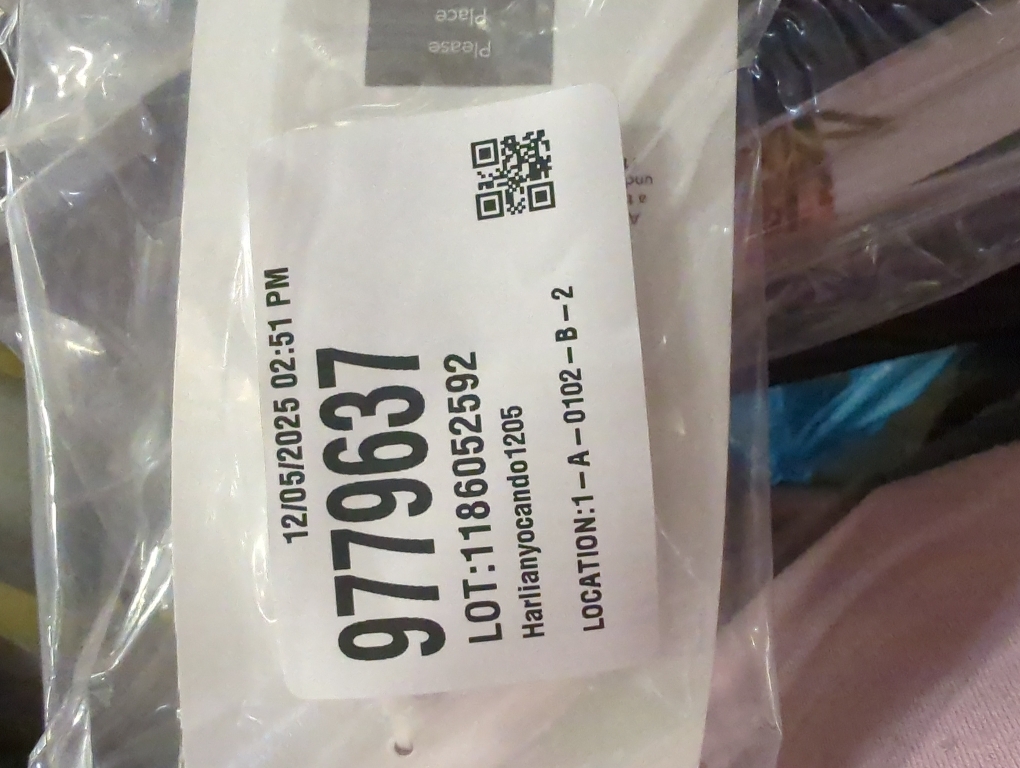 Please
Place
12/05/2025 02:51 PM
9779637
LOT:1186052592
Harlianyocando1205
LOCATION:1-A-0102-B-2